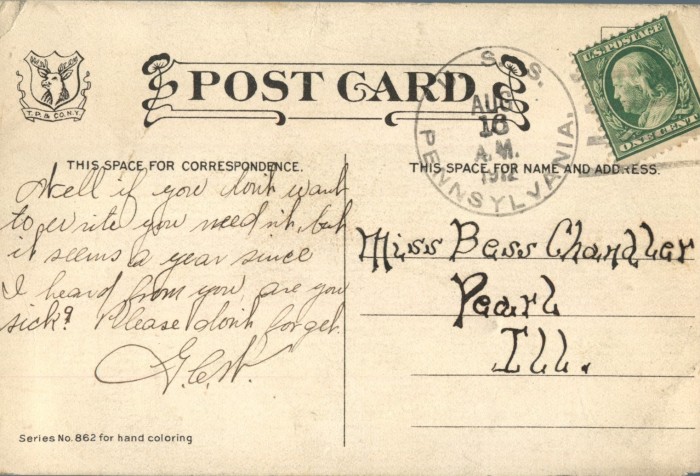 T. P. & CO. N.Y.
POST CARD
U. S. S.
PENNSYLVANIA.
AUG
16
A.M.
1912
U.S. POSTAGE
ONE CENT
THIS SPACE FOR CORRESPONDENCE.
Well if you don't want
to write you needn't, but
it seems a year since
I heard from you, are you
sick? Please don't forget.
G.C.W.
THIS SPACE FOR NAME AND ADDRESS.
Miss Bess Chandler
Pearl
Ill.
Series No. 862 for hand coloring